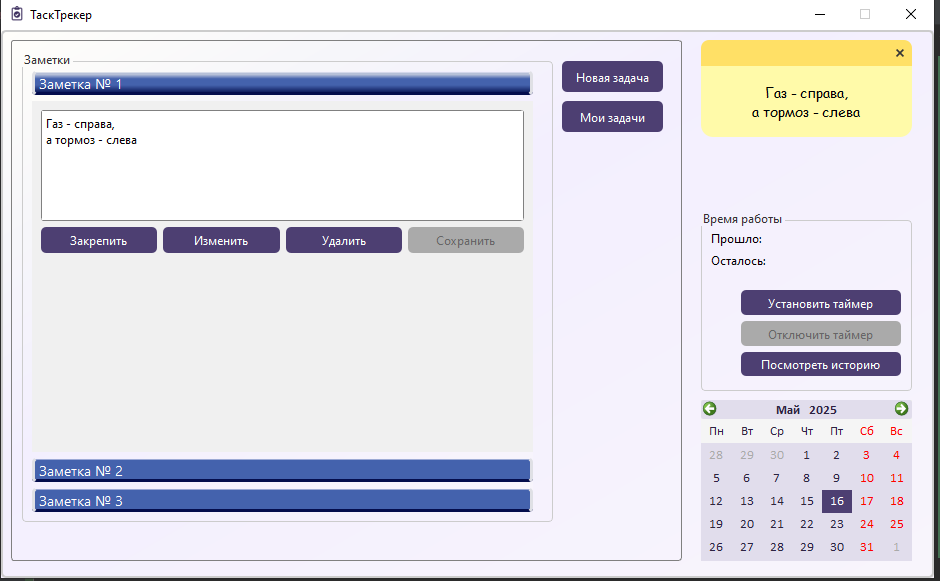 ТаскТрекер
Заметки
Заметка № 1
Газ - справа,
а тормоз - слева
Закрепить Изменить Удалить Сохранить
Заметка № 2
Заметка № 3
Новая задача
Мои задачи
Газ - справа,
а тормоз - слева
Время работы
Прошло:
Осталось:
Установить таймер
Отключить таймер
Посмотреть историю
Май 2025
Пн Вт Ср Чт Пт Сб Вс
28 29 30 1 2 3 4
5 6 7 8 9 10 11
12 13 14 15 16 17 18
19 20 21 22 23 24 25
26 27 28 29 30 31 1